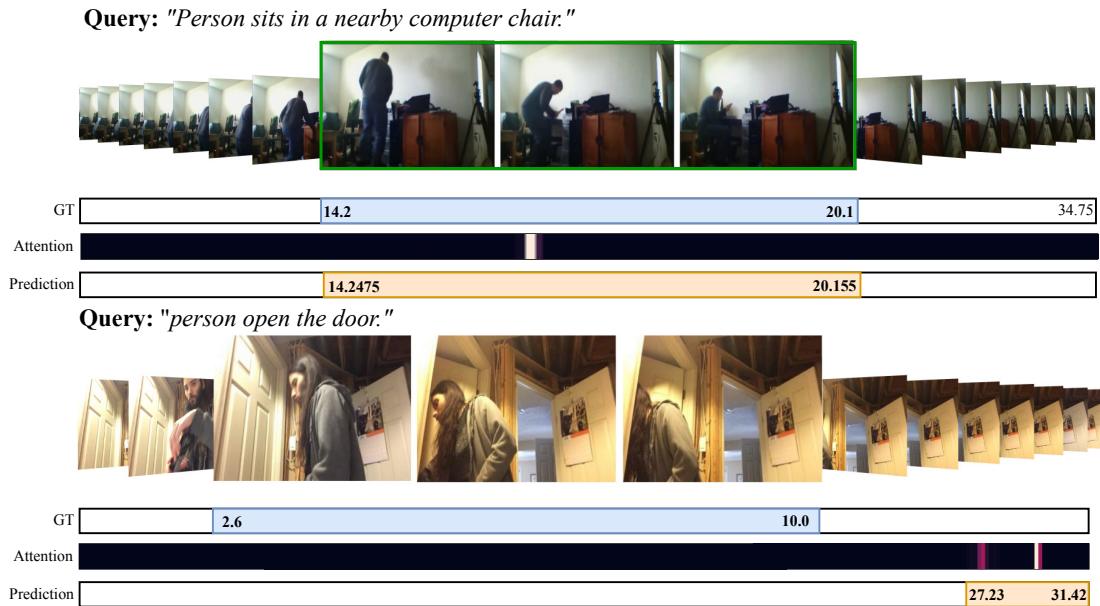 Query: "Person sits in a nearby computer chair."
GT 14.2 20.1 34.75
Attention
Prediction 14.2475 20.155
Query: "person open the door."
GT 2.6 10.0
Attention
Prediction 27.23 31.42